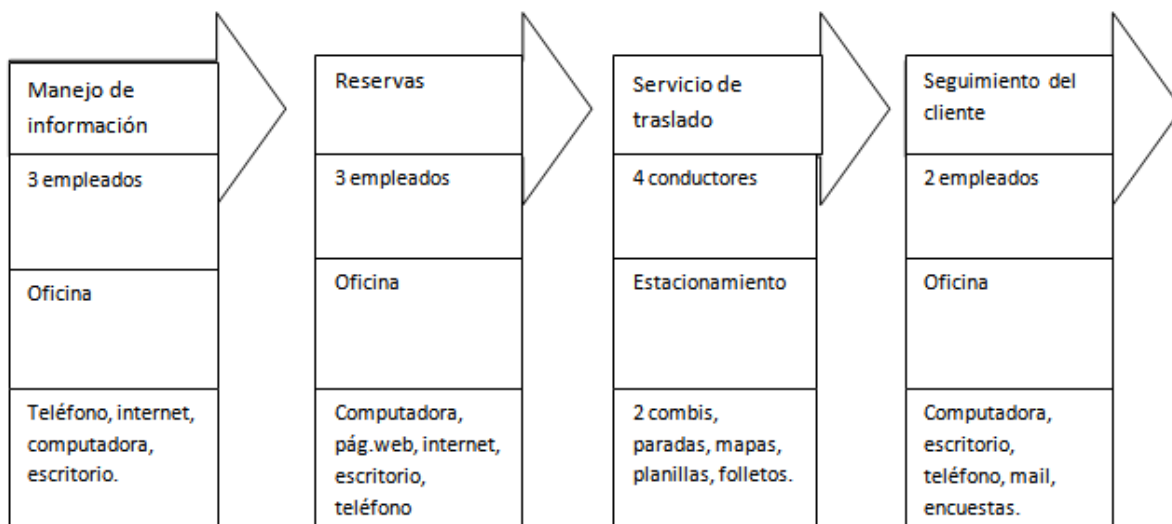 Manejo de
información
3 empleados
Oficina
Teléfono, internet,
computadora,
escritorio.
Reservas
3 empleados
Oficina
Computadora,
pág.web, internet,
escritorio,
teléfono
Servicio de
traslado
4 conductores
Estacionamiento
2 combis,
paradas, mapas,
planillas, folletos.
Seguimiento del
cliente
2 empleados
Oficina
Computadora,
escritorio,
teléfono, mail,
encuestas.